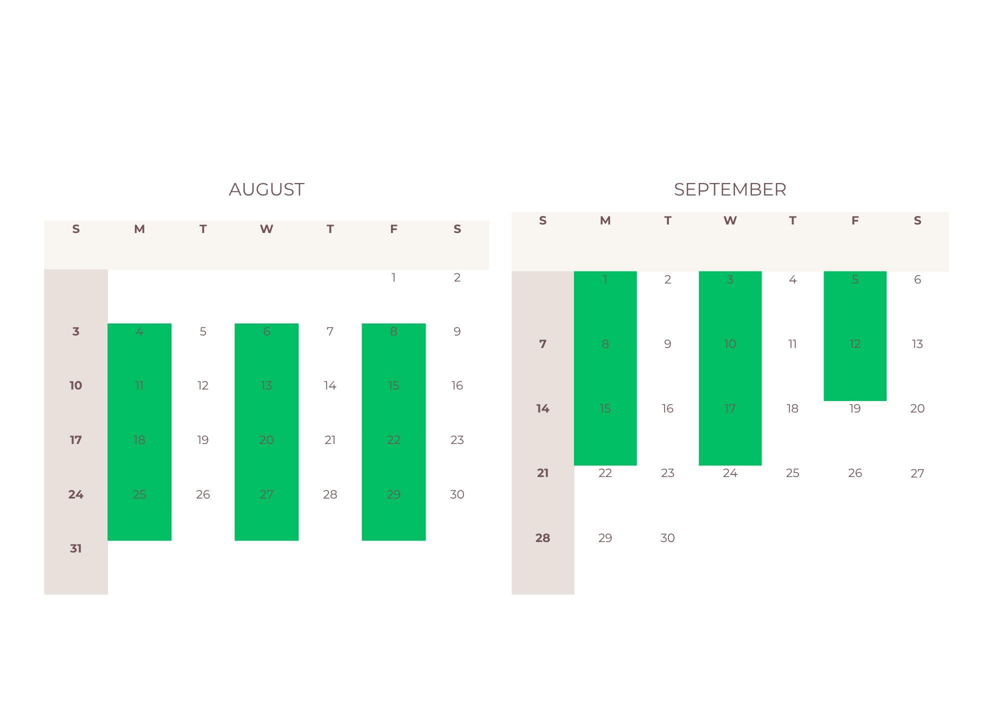 AUGUST
S M T W T F S
1 2
3 4 5 6 7 8 9
10 11 12 13 14 15 16
17 18 19 20 21 22 23
24 25 26 27 28 29 30
31
SEPTEMBER
S M T W T F S
1 2 3 4 5 6
7 8 9 10 11 12 13
14 15 16 17 18 19 20
21 22 23 24 25 26 27
28 29 30